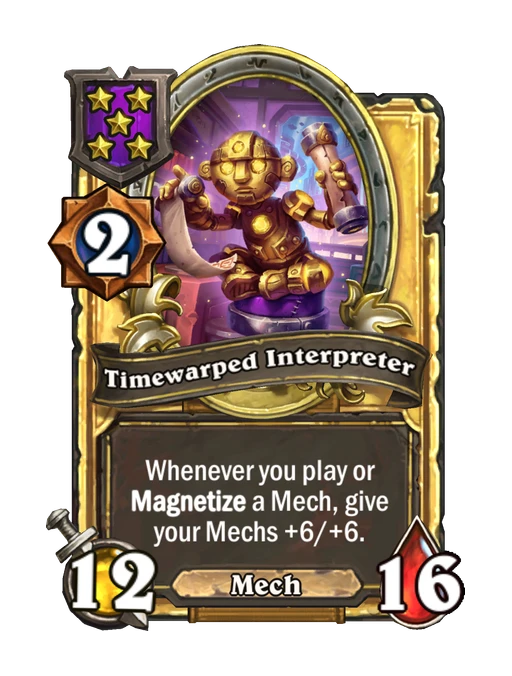 2
Timewarped Interpreter
Whenever you play or
Magnetize a Mech, give
your Mechs +6/+6.
12
Mech
16